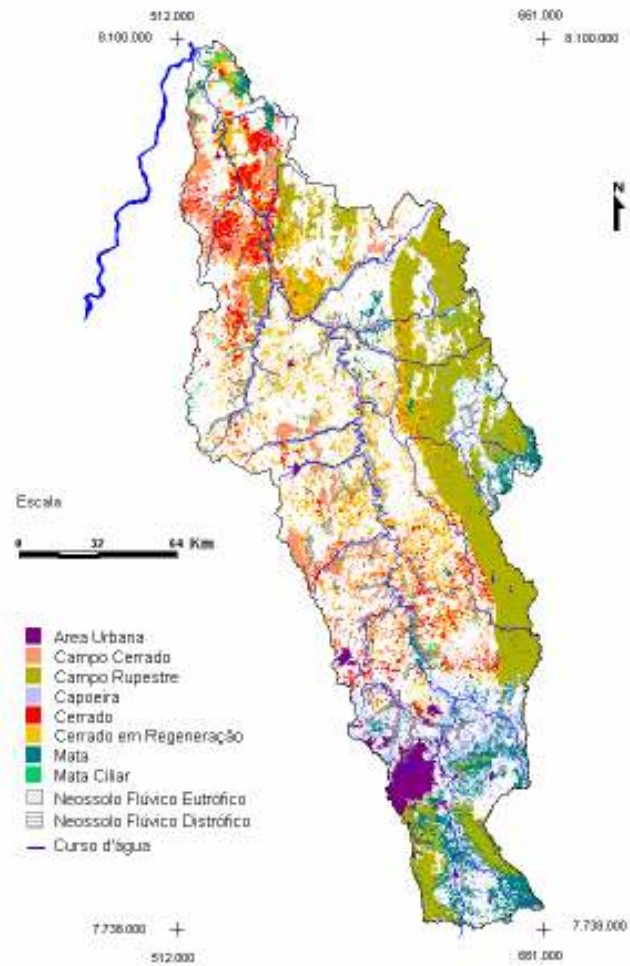 512.000 661.000
8.100.000 8.100.000
N
Escala
0 32 64 Km
Area Urbana
Campo Cerrado
Campo Rupestre
Capoeira
Cerrado
Cerrado em Regeneração
Mata
Mata Ciliar
Neossolo Flúvico Eutrófico
Neossolo Flúvico Distrófico
Curso d'água
7.738.000 7.738.000
512.000 661.000